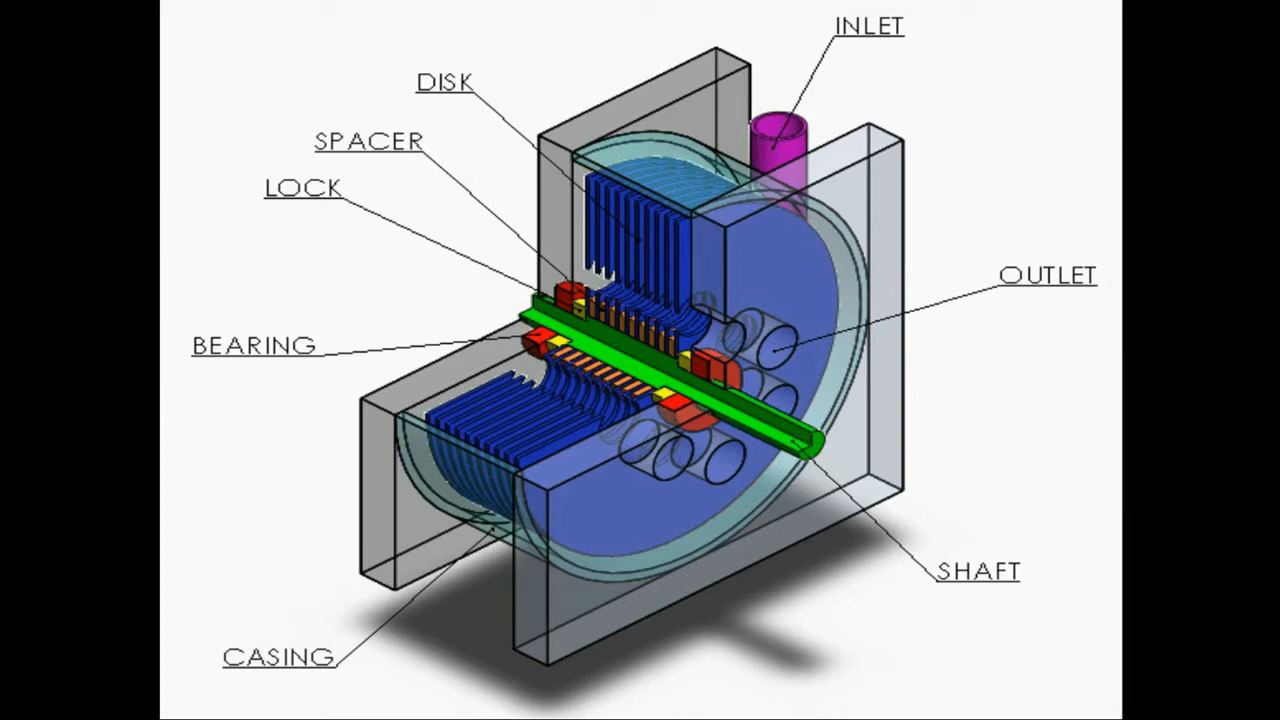 INLET
DISK
SPACER
LOCK
OUTLET
BEARING
SHAFT
CASING